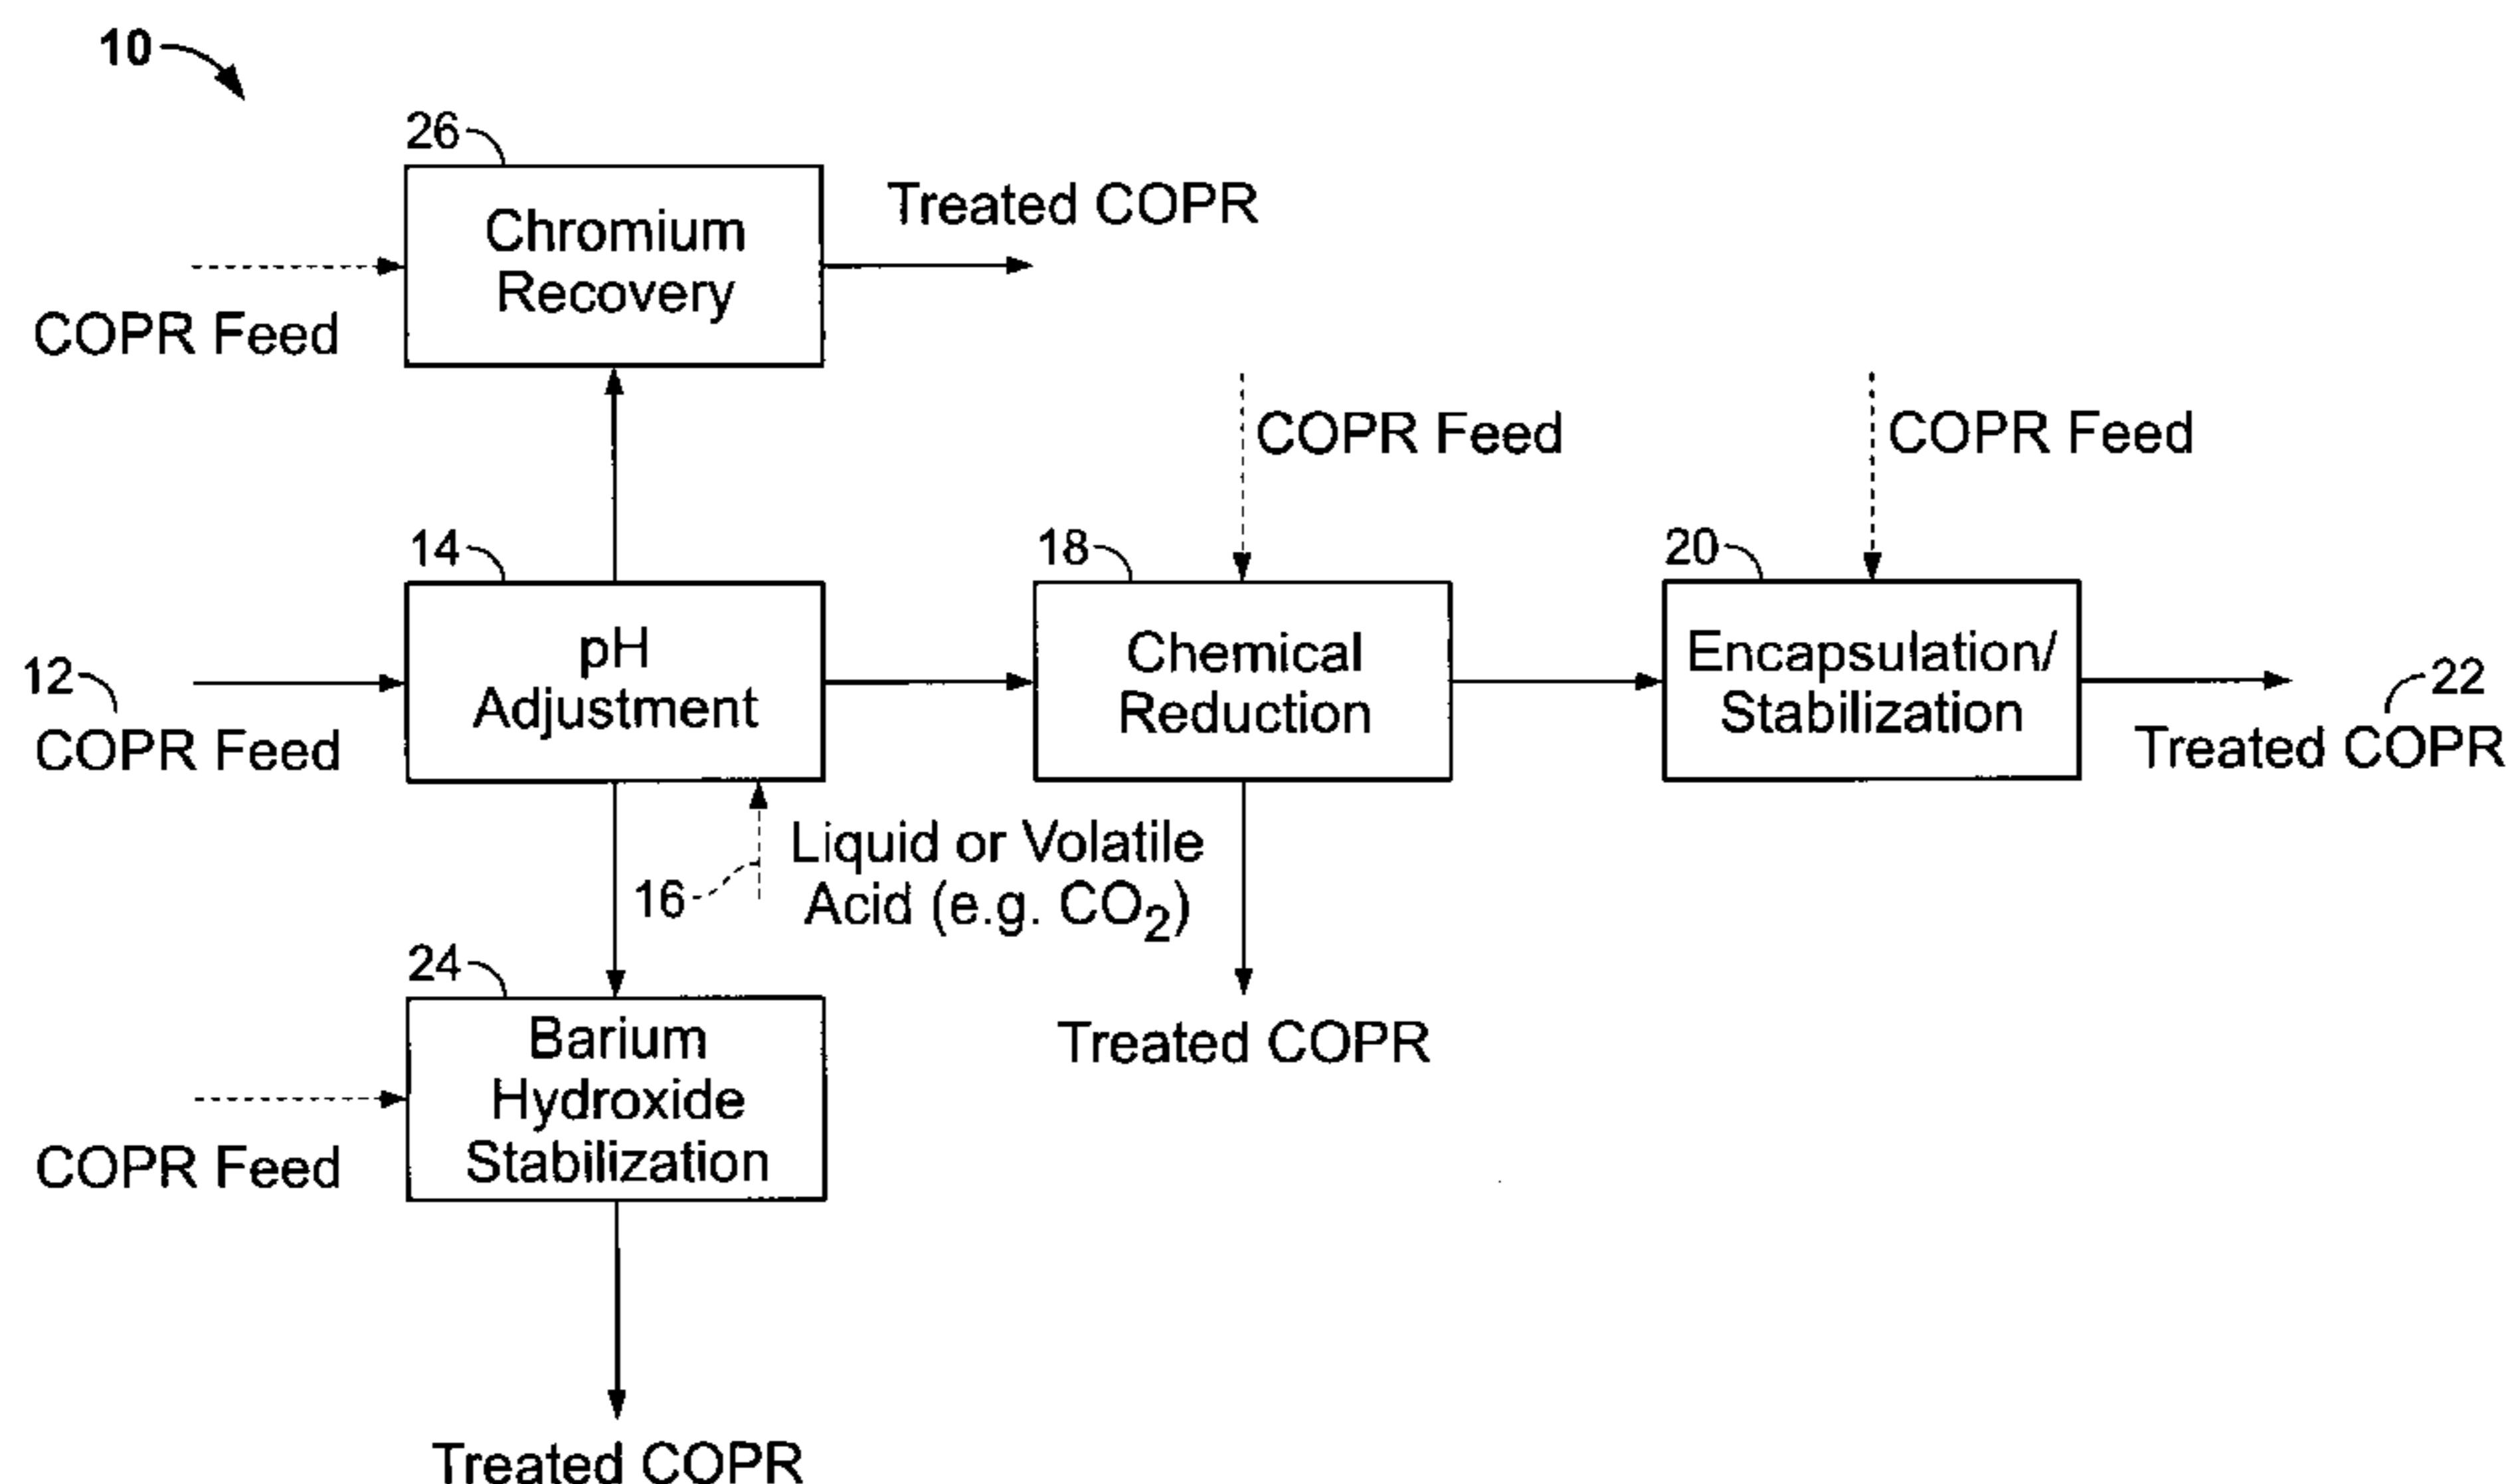 10
26
Chromium
Recovery
Treated COPR
COPR Feed
COPR Feed
COPR Feed
14
18
20
pH
Adjustment
Chemical
Reduction
Encapsulation/
Stabilization
12
COPR Feed
22
Treated COPR
16
Liquid or Volatile
Acid (e.g. CO2)
24
Barium
Hydroxide
Stabilization
Treated COPR
COPR Feed
Treated COPR